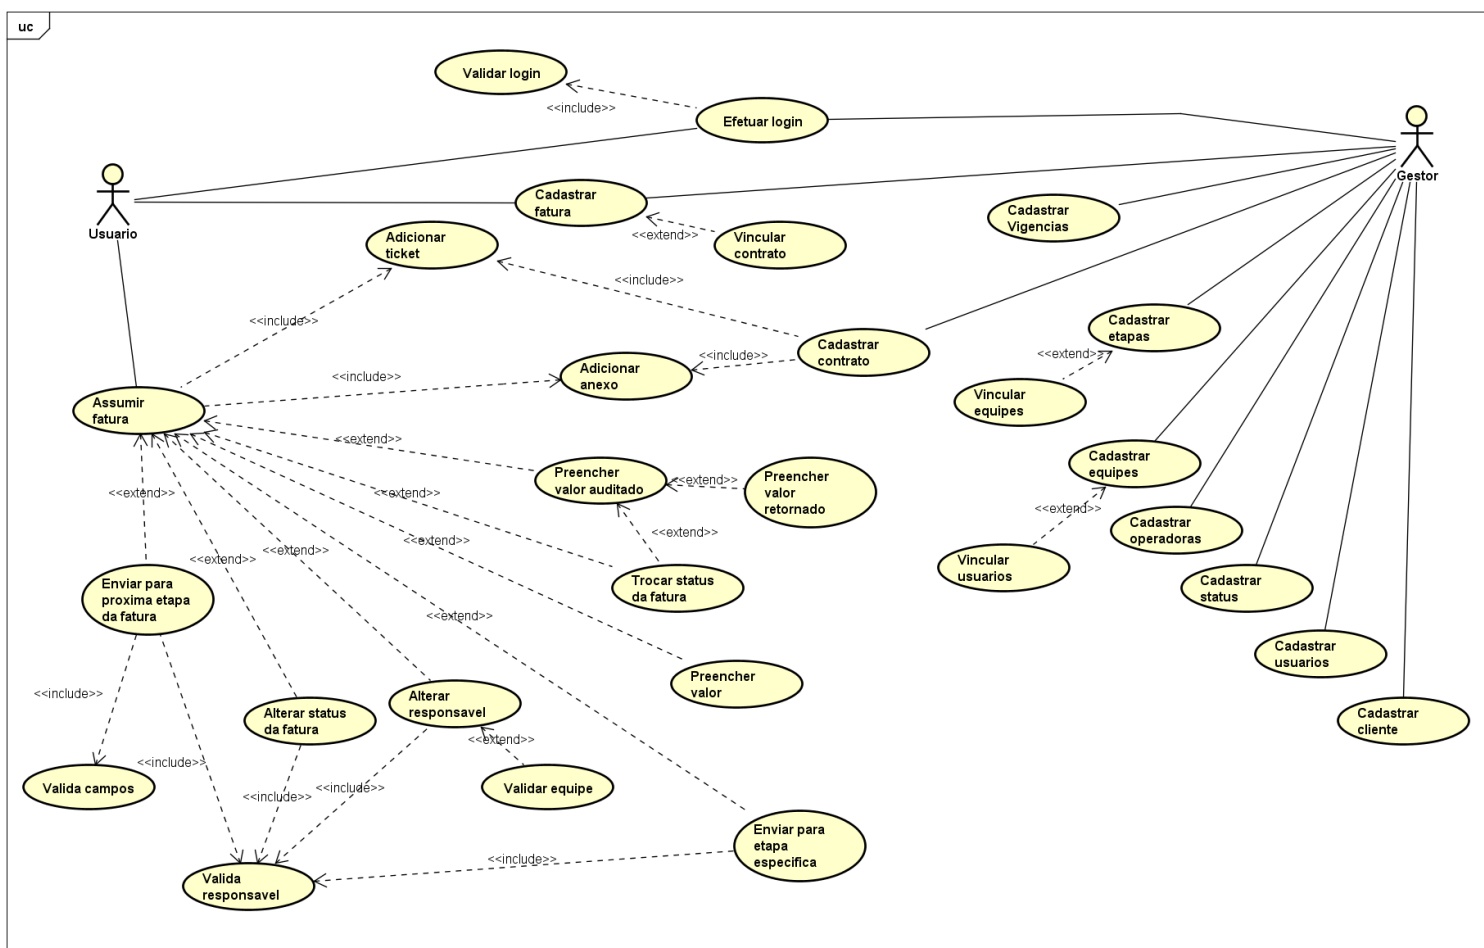 uc
Validar login
<<include>>
Efetuar login
Gestor
Usuario
Cadastrar
fatura
<<extend>>
Vincular
contrato
Cadastrar
Vigencias
Adicionar
ticket
<<include>>
<<include>>
Cadastrar
contrato
Cadastrar
etapas
<<extend>>
Vincular
equipes
<<include>>
Adicionar
anexo
<<include>>
Assumir
fatura
<<extend>>
Preencher
valor auditado
<<extend>>
Preencher
valor
retornado
Cadastrar
equipes
<<extend>>
Vincular
usuarios
Cadastrar
operadoras
<<extend>>
<<extend>>
<<extend>>
<<extend>>
<<extend>>
<<extend>>
Enviar para
proxima etapa
da fatura
Trocar status
da fatura
Cadastrar
status
<<extend>>
Cadastrar
usuarios
Preencher
valor
<<include>>
Alterar status
da fatura
Alterar
responsavel
<<extend>>
Cadastrar
cliente
<<include>>
Valida campos
<<include>>
<<include>>
Validar equipe
Enviar para
etapa
especifica
<<include>>
Valida
responsavel